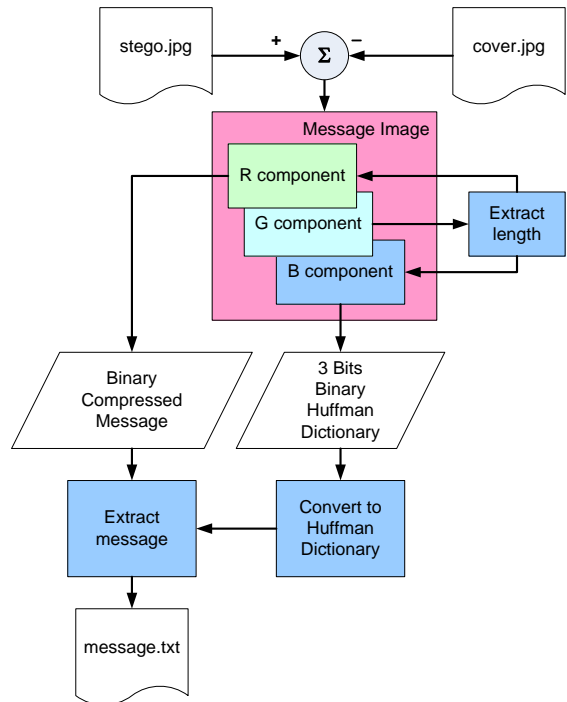 stego.jpg
+
Σ
−
cover.jpg
Message Image
R component
G component
B component
Extract
length
Binary
Compressed
Message
3 Bits
Binary
Huffman
Dictionary
Extract
message
Convert to
Huffman
Dictionary
message.txt